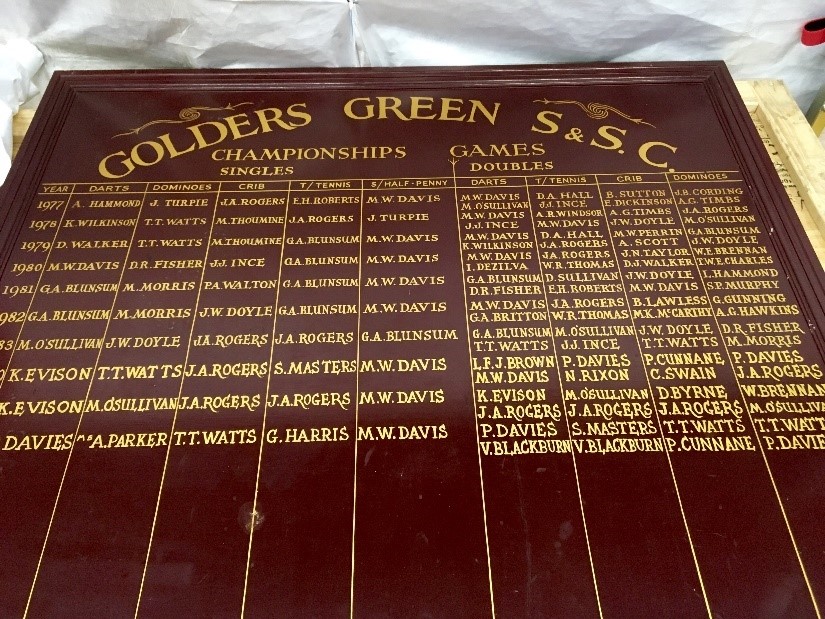 GOLDERS GREEN S & S. C.
CHAMPIONSHIPS GAMES
SINGLES DOUBLES
YEAR DARTS DOMINOES CRIB T/TENNIS S/HALF-PENNY DARTS T/TENNIS CRIB DOMINOES
1977 A. HAMMOND J. TURPIE J.A.ROGERS E.H.ROBERTS M.W.DAVIS M.W.DAVIS D.A.HALL B.SUTTON J.B.CORDING
M.O'SULLIVAN J.J.INCE E.DICKINSON A.G.TIMBS
1978 K.WILKINSON T.T.WATTS M.THOUMINE J.A.ROGERS J.TURPIE M.W.DAVIS A.R.WINDSOR A.G.TIMBS J.A.ROGERS
J.J.INCE M.W.DAVIS J.W.DOYLE M.O'SULLIVAN
1979 D. WALKER T.T.WATTS M.THOUMINE G.A.BLUNSUM M.W.DAVIS M.W.DAVIS D.A.HALL M.W.PERRIN G.A.BLUNSUM
K.WILKINSON J.A.ROGERS A.SCOTT J.W.DOYLE
1980 M.W.DAVIS D.R.FISHER J.J.INCE G.A.BLUNSUM M.W.DAVIS M.W.DAVIS J.A.ROGERS J.N.TAYLOR W.E.BRENNAN
I.DEZILVA W.R.THOMAS D.J.WALKER T.W.E.CHARLES
1981 G.A.BLUNSUM M.MORRIS P.A.WALTON G.A.BLUNSUM M.W.DAVIS G.A.BLUNSUM D.SULLIVAN J.W.DOYLE I.HAMMOND
D.R.FISHER E.H.ROBERTS M.W.DAVIS S.P.MURPHY
982 G.A.BLUNSUM M.MORRIS J.W.DOYLE G.A.BLUNSUM M.W.DAVIS M.W.DAVIS J.A.ROGERS B.LAWLESS G.GUNNING
G.A.BRITTON W.R.THOMAS M.K.McCARTHY A.G.HAWKINS
83 M.O'SULLIVAN J.W.DOYLE J.A.ROGERS J.A.ROGERS G.A.BLUNSUM G.A.BLUNSUM M.O'SULLIVAN J.W.DOYLE D.R.FISHER
T.T.WATTS J.J.INCE T.T.WATTS M.MORRIS
K.EVISON T.T.WATTS J.A.ROGERS S.MASTERS M.W.DAVIS L.F.J.BROWN P.DAVIES P.CUNNANE P.DAVIES
M.W.DAVIS N.RIXON C.SWAIN J.A.ROGERS
K.EVISON M.O'SULLIVAN J.A.ROGERS J.A.ROGERS M.W.DAVIS K.EVISON M.O'SULLIVAN D.BYRNE W.BRENNAN
J.A.ROGERS J.A.ROGERS J.A.ROGERS M.O'SULLIVA
DAVIES Mrs A.PARKER T.T.WATTS G.HARRIS M.W.DAVIS P.DAVIES S.MASTERS T.T.WATTS T.T.WATT
V.BLACKBURN V.BLACKBURN P.CUNNANE P.DAVIE